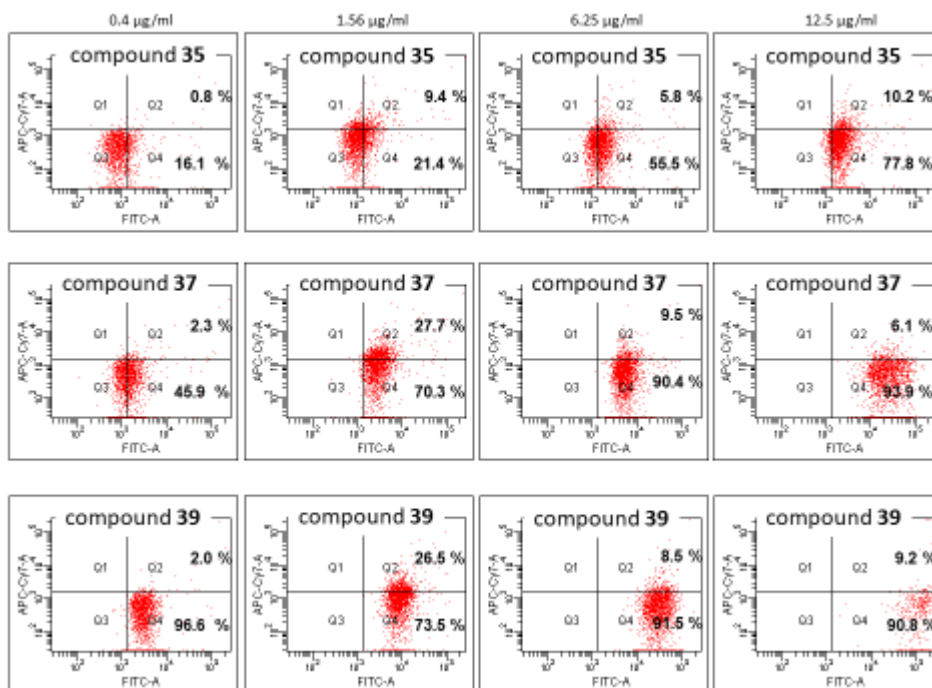 0.4 µg/ml 1.56 µg/ml 6.25 µg/ml 12.5 µg/ml
compound 35 compound 35 compound 35 compound 35
Q1 Q2 0.8 % Q1 Q2 9.4 % Q1 Q2 5.8 % Q1 Q2 10.2 %
APC-Cy7-A APC-Cy7-A APC-Cy7-A APC-Cy7-A
Q3 Q4 16.1 % Q3 Q4 21.4 % Q3 Q4 55.5 % Q3 Q4 77.8 %
FITC-A FITC-A FITC-A FITC-A
compound 37 compound 37 compound 37 compound 37
Q1 Q2 2.3 % Q1 Q2 27.7 % Q1 Q2 9.5 % Q1 Q2 6.1 %
APC-Cy7-A APC-Cy7-A APC-Cy7-A APC-Cy7-A
Q3 Q4 45.9 % Q3 Q4 70.3 % Q3 Q4 90.4 % Q3 Q4 93.9 %
FITC-A FITC-A FITC-A FITC-A
compound 39 compound 39 compound 39 compound 39
Q1 Q2 2.0 % Q1 Q2 26.5 % Q1 Q2 8.5 % Q1 Q2 9.2 %
APC-Cy7-A APC-Cy7-A APC-Cy7-A APC-Cy7-A
Q3 Q4 96.6 % Q3 Q4 73.5 % Q3 Q4 91.5 % Q3 Q4 90.8 %
FITC-A FITC-A FITC-A FITC-A